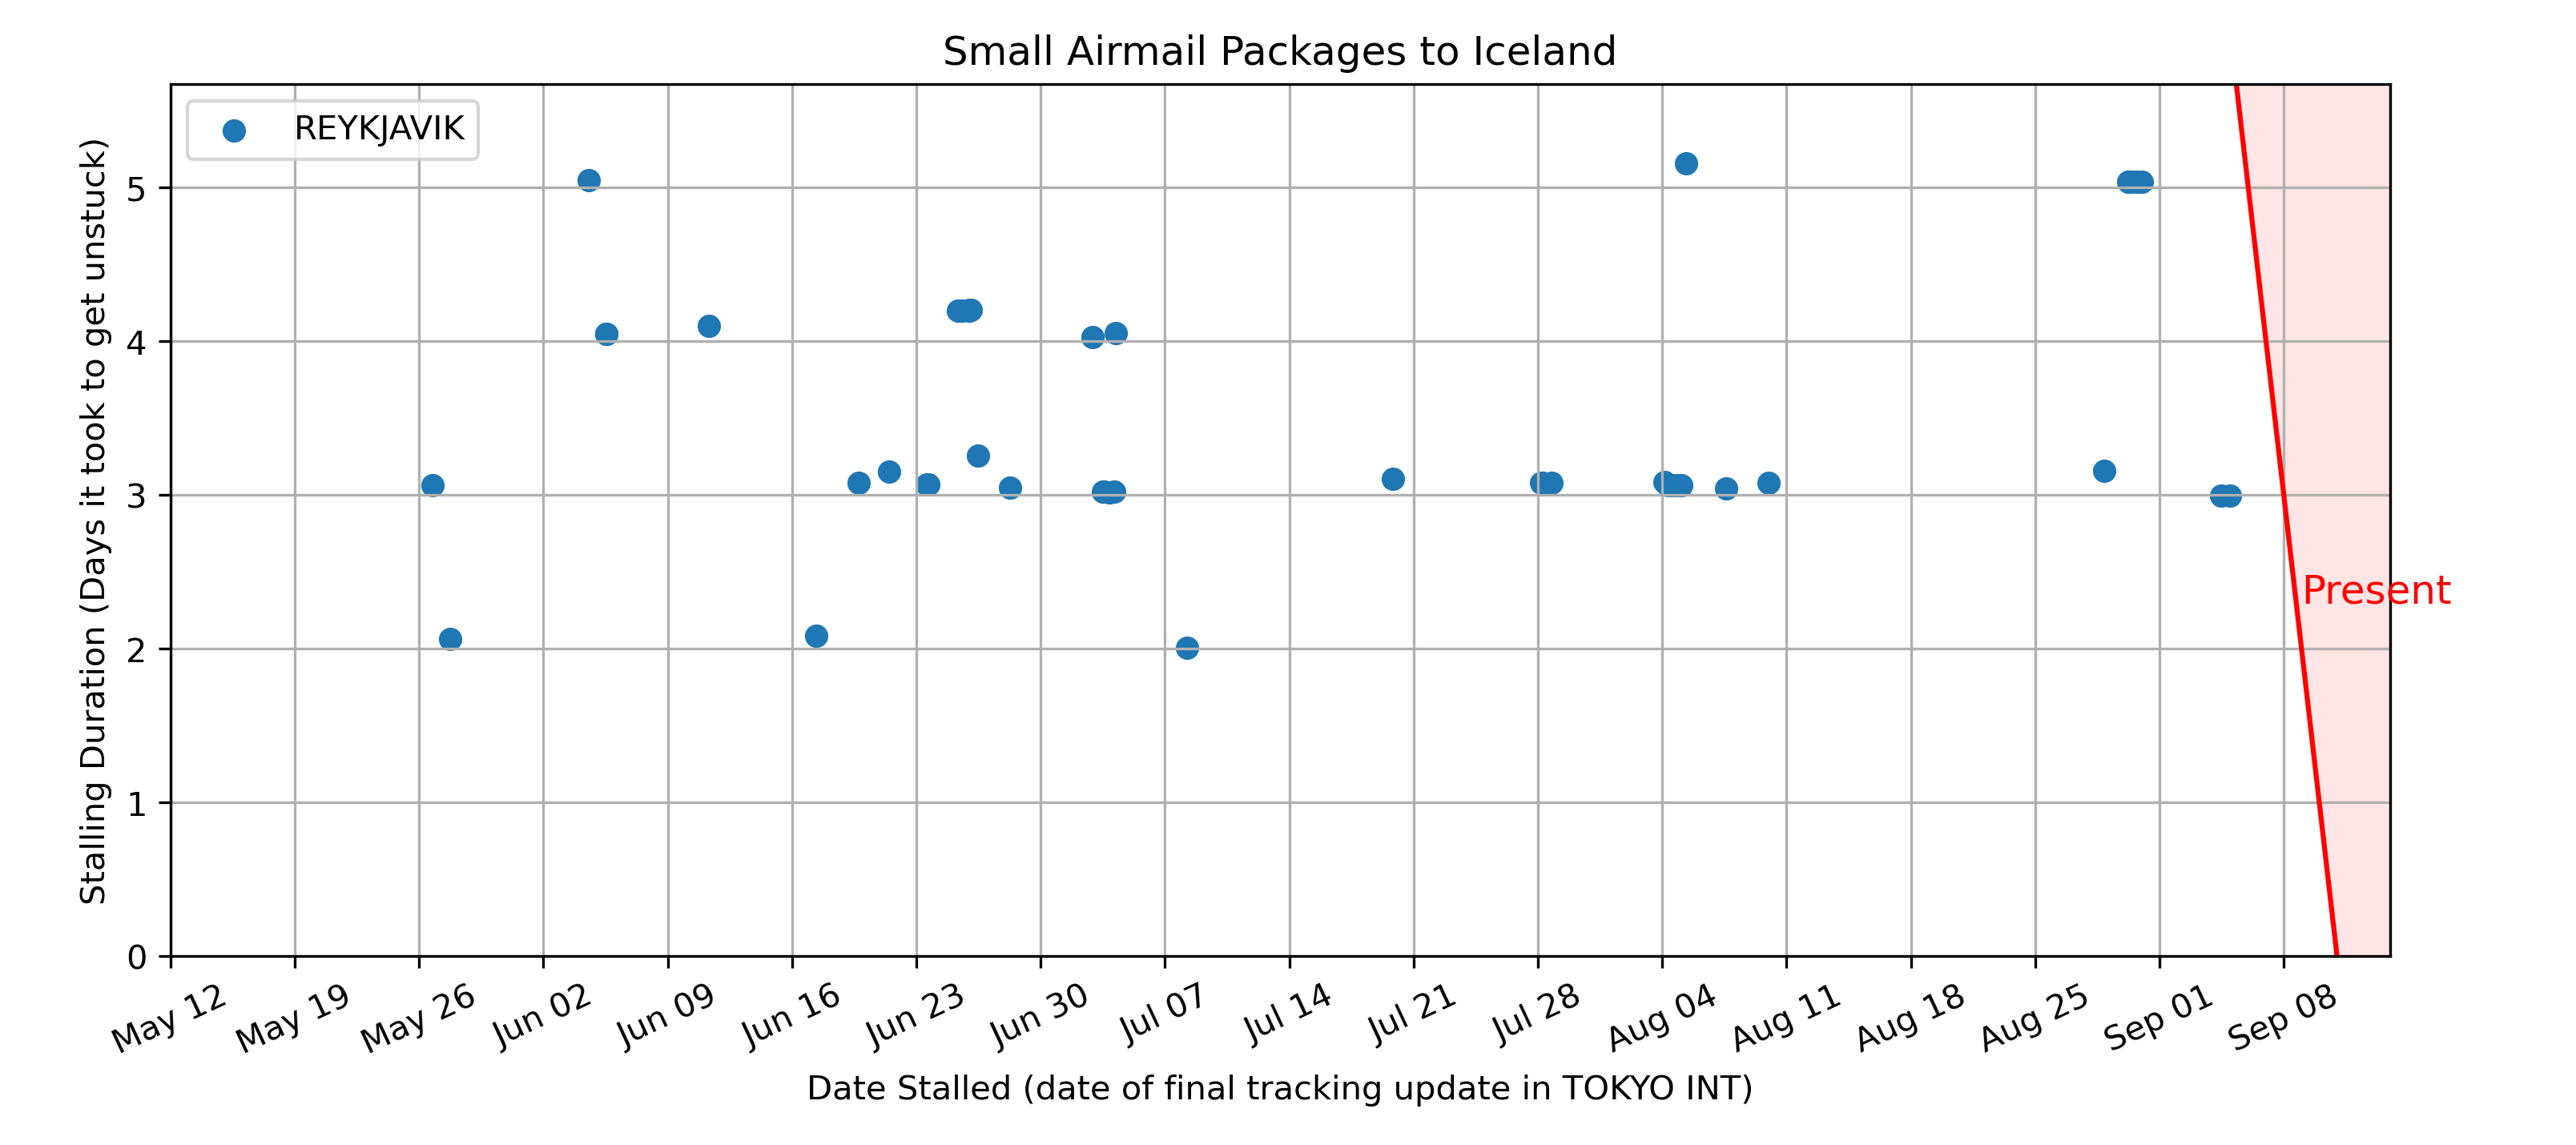 Small Airmail Packages to Iceland
REYKJAVIK
Stalling Duration (Days it took to get unstuck)
5
4
3
2
1
0
Present
May 12
May 19
May 26
Jun 02
Jun 09
Jun 16
Jun 23
Jun 30
Jul 07
Jul 14
Jul 21
Jul 28
Aug 04
Aug 11
Aug 18
Aug 25
Sep 01
Sep 08
Date Stalled (date of final tracking update in TOKYO INT)